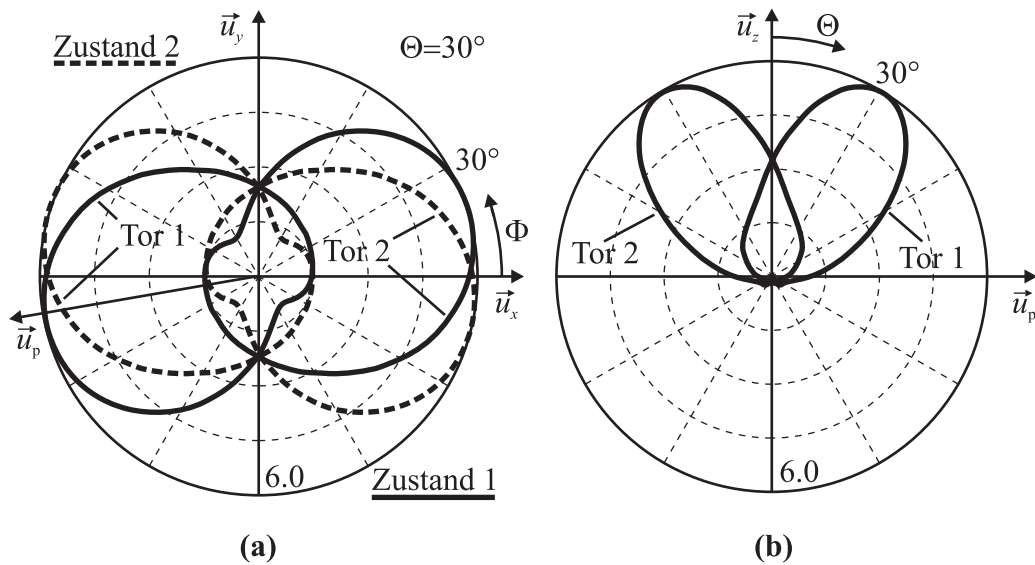 Zustand 2
u⃗y
Θ=30°
30°
Tor 1
Tor 2
Φ
u⃗x
u⃗p
6.0
Zustand 1
(a)
u⃗z
Θ
30°
Tor 2
Tor 1
u⃗p
6.0
(b)